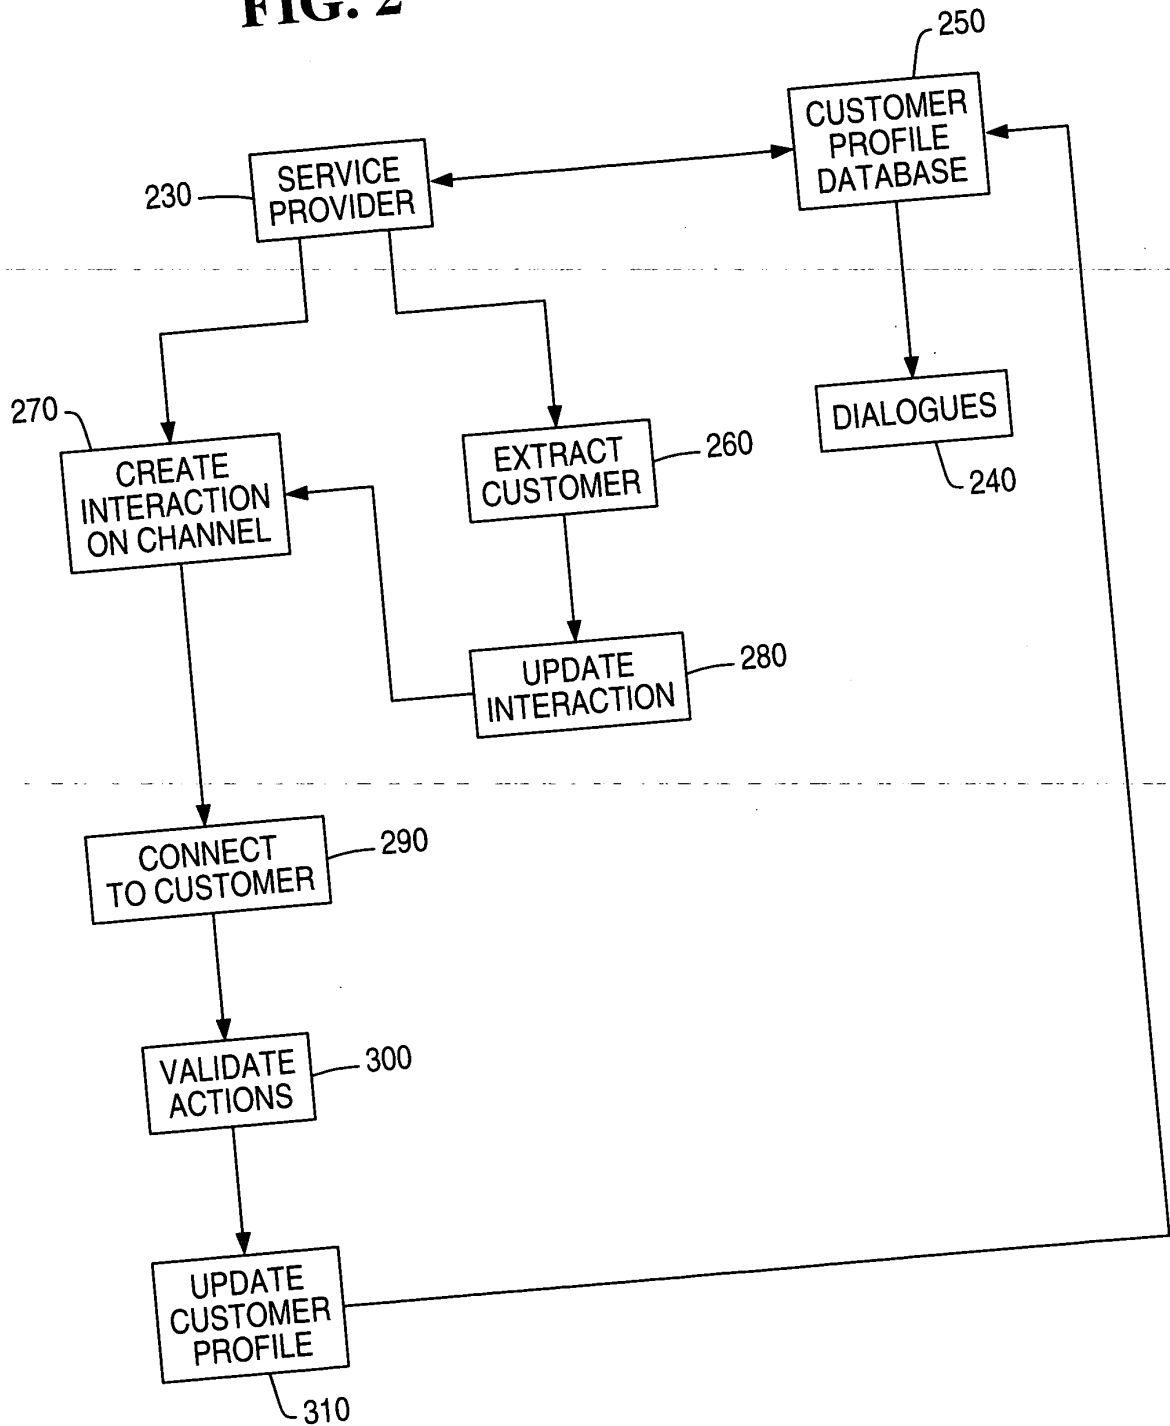 FIG. 2
250
CUSTOMER
PROFILE
DATABASE
230
SERVICE
PROVIDER
270
CREATE
INTERACTION
ON CHANNEL
EXTRACT
CUSTOMER
260
DIALOGUES
240
UPDATE
INTERACTION
280
CONNECT
TO CUSTOMER
290
VALIDATE
ACTIONS
300
UPDATE
CUSTOMER
PROFILE
310